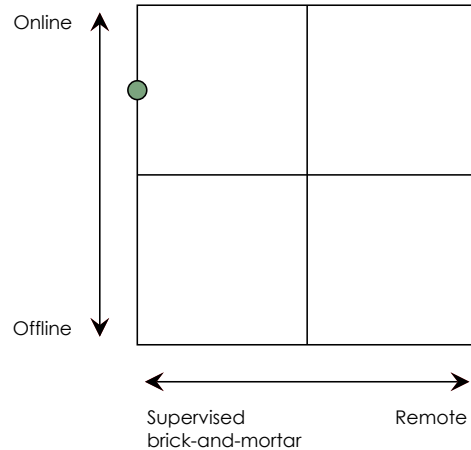 Online
Offline
Supervised
brick-and-mortar
Remote